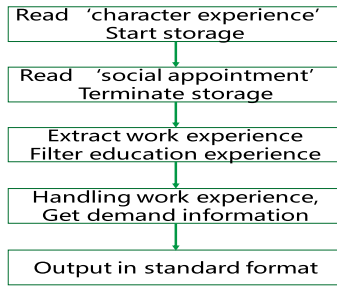 Read ‘character experience‘
Start storage
Read ‘social appointment’
Terminate storage
Extract work experience
Filter education experience
Handling work experience,
Get demand information
Output in standard format